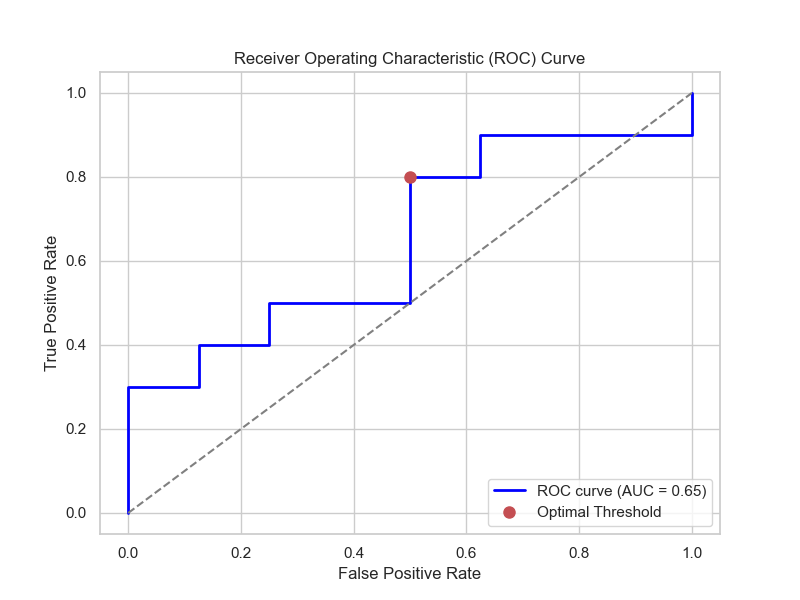 Receiver Operating Characteristic (ROC) Curve
True Positive Rate
1.0
0.8
0.6
0.4
0.2
0.0
ROC curve (AUC = 0.65)
Optimal Threshold
0.0 0.2 0.4 0.6 0.8 1.0
False Positive Rate